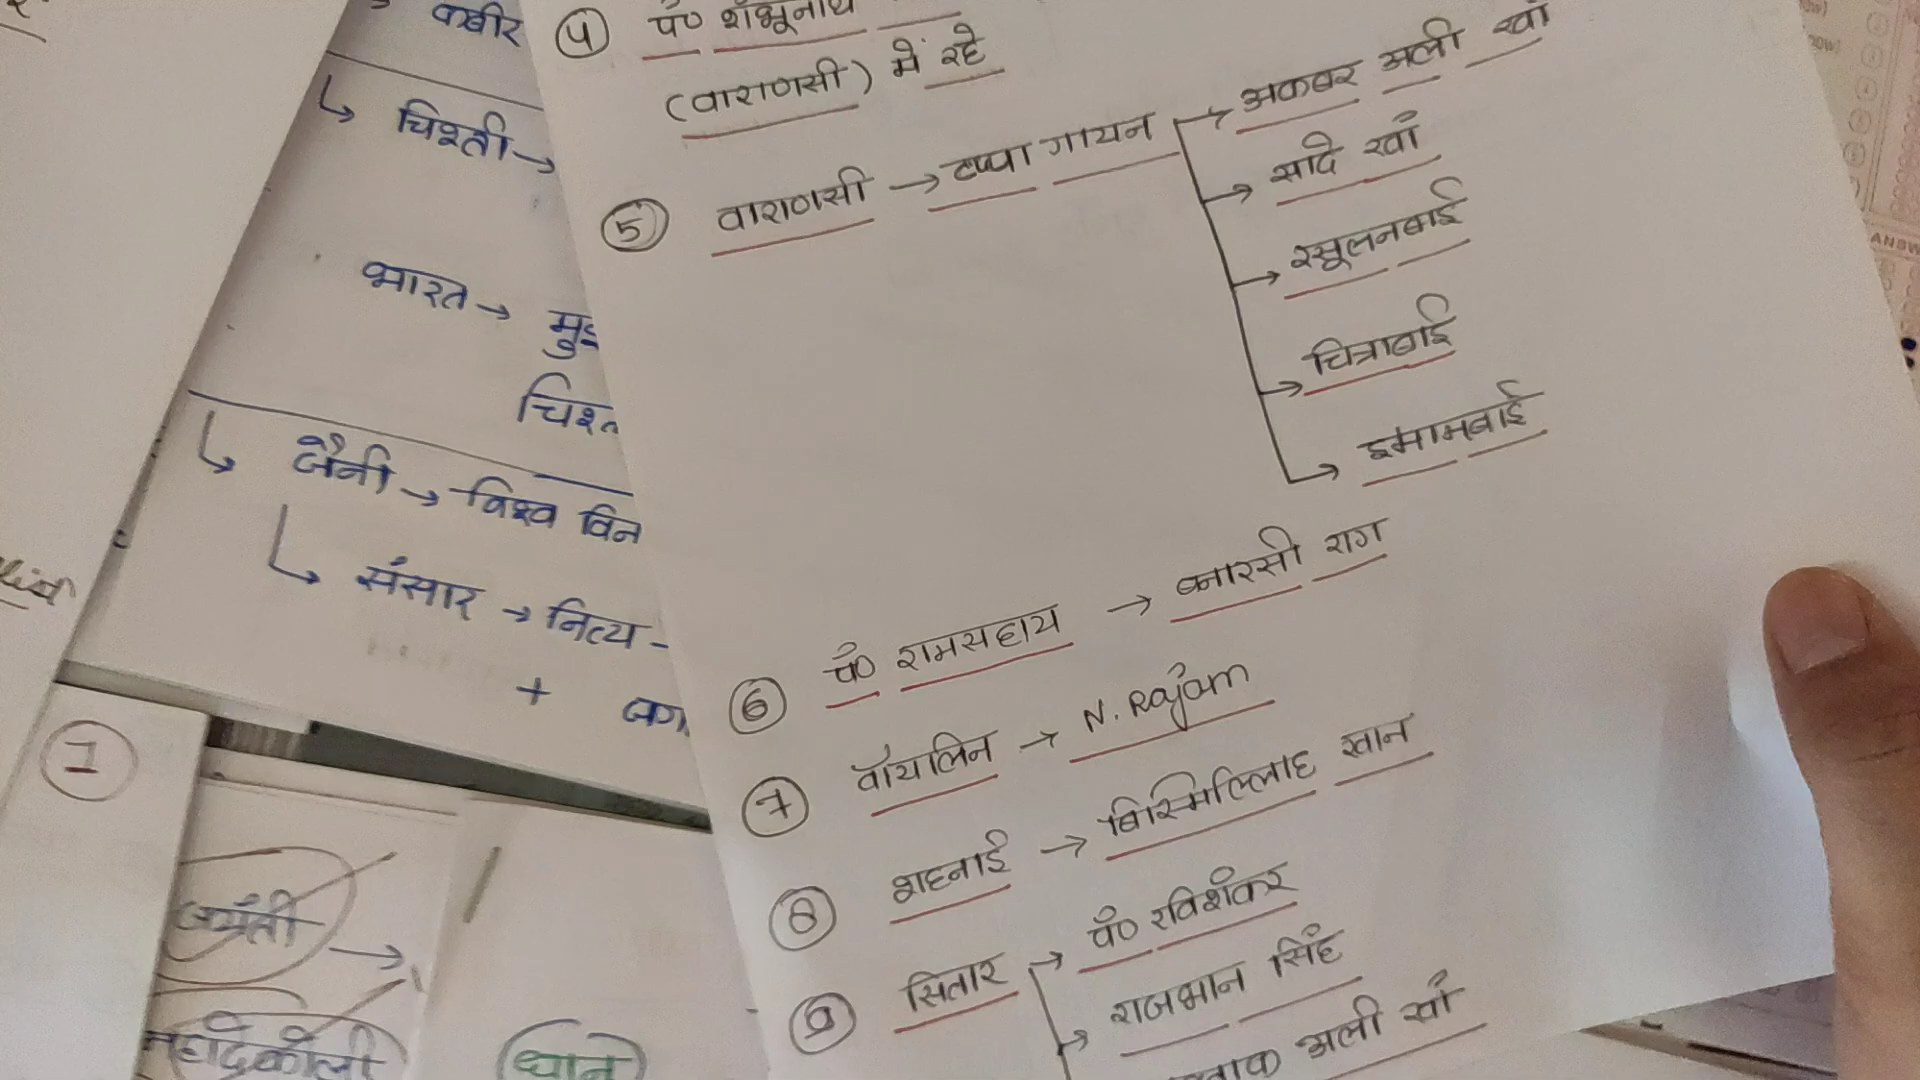 ④ पं० शंभूनाथ
(वाराणसी) में रहे
⑤ वाराणसी → टप्पा गायन → अकबर अली खाँ
→ सादे खाँ
→ रसूलनबाई
→ चित्राबाई
→ इमामबाई
⑥ पं० रामसहाय → बनारसी राग
⑦ वॉयलिन → N. Rajam
⑧ शहनाई → बिस्मिल्लाह खान
⑨ सितार → पं० रविशंकर
→ राजभान सिंह
अली खाँ
कबीर
↳ चिश्ती →
भारत →
↳ जैनी → विश्व
↳ संसार → नित्य -
+
1
ध्यान
ANSW